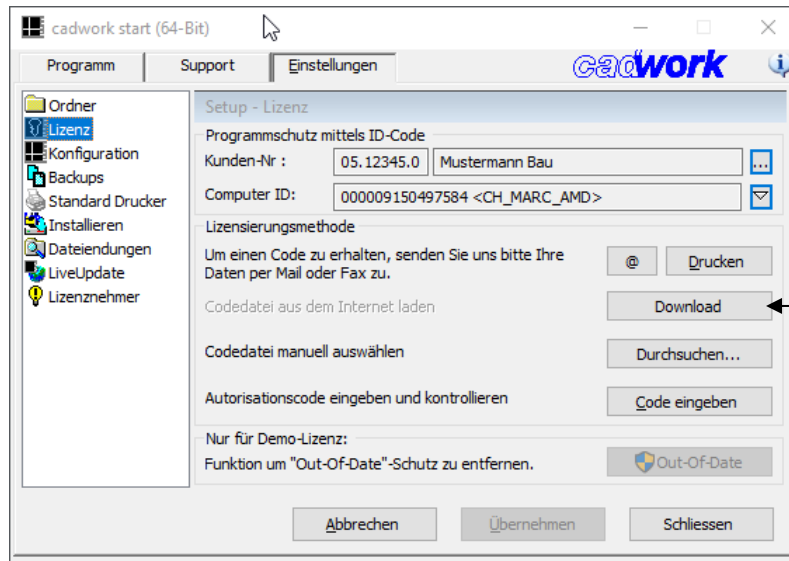 cadwork start (64-Bit)
Programm Support Einstellungen cadwork i
Ordner
Lizenz
Konfiguration
Backups
Standard Drucker
Installieren
Dateiendungen
LiveUpdate
Lizenznehmer
Setup - Lizenz
Programmschutz mittels ID-Code
Kunden-Nr : 05.12345.0 Mustermann Bau ...
Computer ID: 000009150497584 <CH_MARC_AMD>
Lizensierungsmethode
Um einen Code zu erhalten, senden Sie uns bitte Ihre
Daten per Mail oder Fax zu. @ Drucken
Codedatei aus dem Internet laden Download
Codedatei manuell auswählen Durchsuchen...
Autorisationscode eingeben und kontrollieren Code eingeben
Nur für Demo-Lizenz:
Funktion um "Out-Of-Date"-Schutz zu entfernen. Out-Of-Date
Abbrechen Übernehmen Schliessen